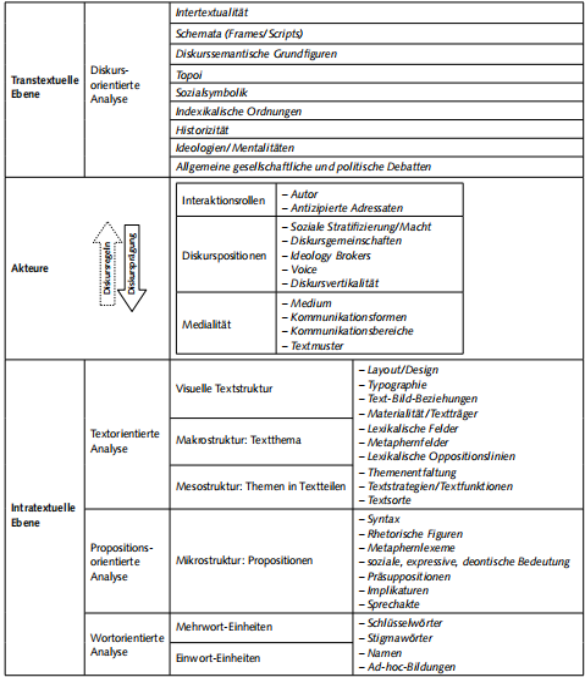 Transtextuelle
Ebene
Diskurs-
orientierte
Analyse
Intertextualität
Schemata (Frames/Scripts)
Diskurssemantische Grundfiguren
Topoi
Sozialsymbolik
Indexikalische Ordnungen
Historizität
Ideologien/Mentalitäten
Allgemeine gesellschaftliche und politische Debatten
Akteure
Diskursregeln
Diskursprägung
Interaktionsrollen
– Autor
– Antizipierte Adressaten
Diskurspositionen
– Soziale Stratifizierung/Macht
– Diskursgemeinschaften
– Ideology Brokers
– Voice
– Diskursvertikalität
Medialität
– Medium
– Kommunikationsformen
– Kommunikationsbereiche
– Textmuster
Intratextuelle
Ebene
Textorientierte
Analyse
Visuelle Textstruktur
Makrostruktur: Textthema
Mesostruktur: Themen in Textteilen
– Layout/Design
– Typographie
– Text-Bild-Beziehungen
– Materialität/Textträger
– Lexikalische Felder
– Metaphernfelder
– Lexikalische Oppositionslinien
– Themenentfaltung
– Textstrategien/Textfunktionen
– Textsorte
Propositions-
orientierte
Analyse
Mikrostruktur: Propositionen
– Syntax
– Rhetorische Figuren
– Metaphernlexeme
– soziale, expressive, deontische Bedeutung
– Präsuppositionen
– Implikaturen
– Sprechakte
Wortorientierte
Analyse
Mehrwort-Einheiten
Einwort-Einheiten
– Schlüsselwörter
– Stigmawörter
– Namen
– Ad-hoc-Bildungen